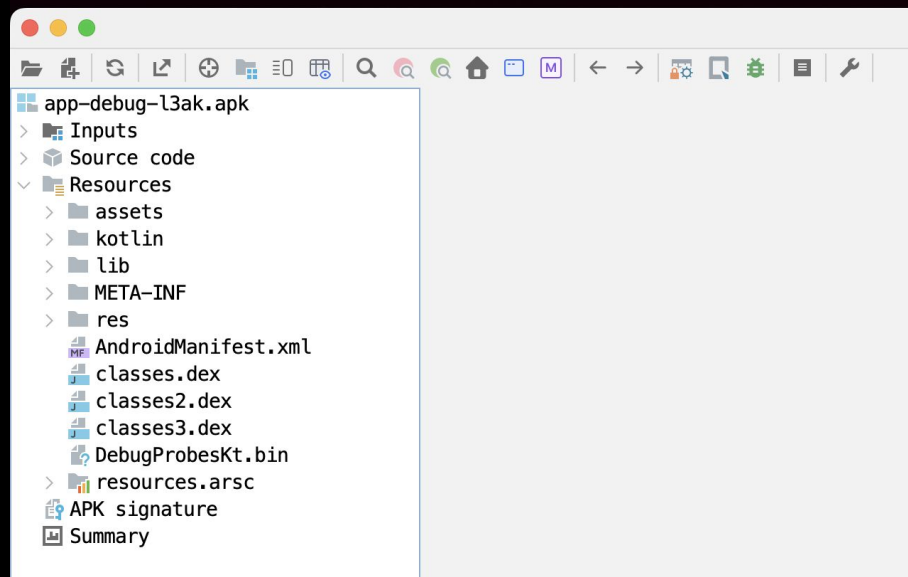 M
app-debug-l3ak.apk
Inputs
Source code
Resources
assets
kotlin
lib
META-INF
res
MF AndroidManifest.xml
J classes.dex
J classes2.dex
J classes3.dex
? DebugProbesKt.bin
resources.arsc
APK signature
Summary